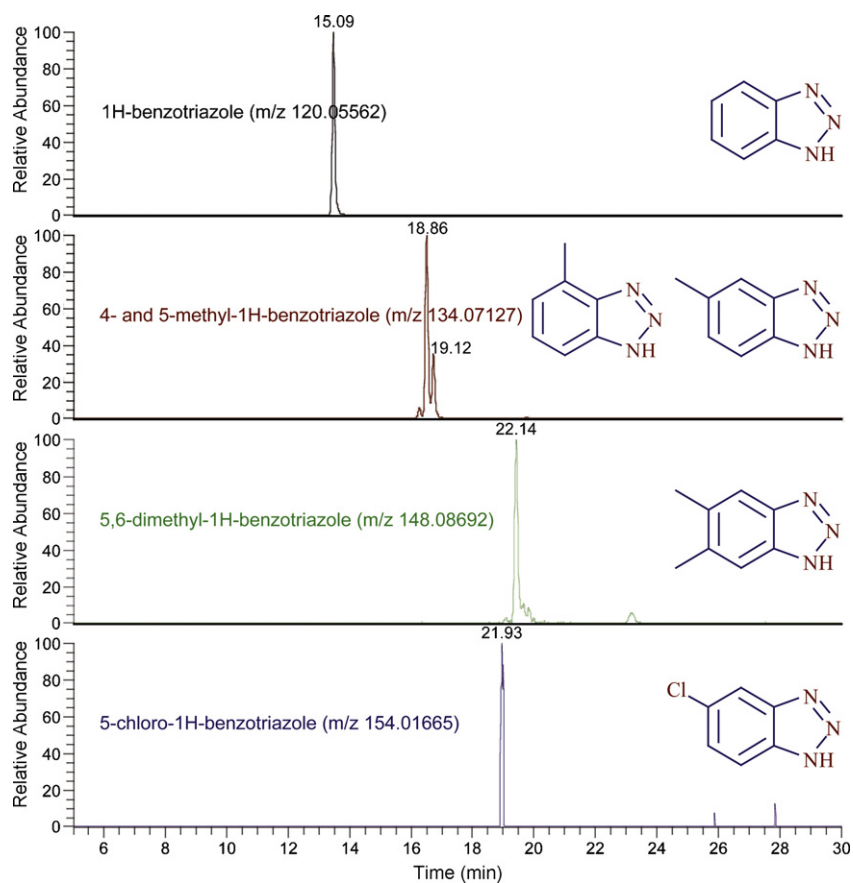 15.09
Relative Abundance
100
80
60
40
20
0
1H-benzotriazole (m/z 120.05562)
N
N
NH
18.86
Relative Abundance
100
80
60
40
20
0
4- and 5-methyl-1H-benzotriazole (m/z 134.07127)
19.12
N
N
NH
N
N
NH
22.14
Relative Abundance
100
80
60
40
20
0
5,6-dimethyl-1H-benzotriazole (m/z 148.08692)
N
N
NH
21.93
Relative Abundance
100
80
60
40
20
0
5-chloro-1H-benzotriazole (m/z 154.01665)
Cl
N
N
NH
6 8 10 12 14 16 18 20 22 24 26 28 30
Time (min)